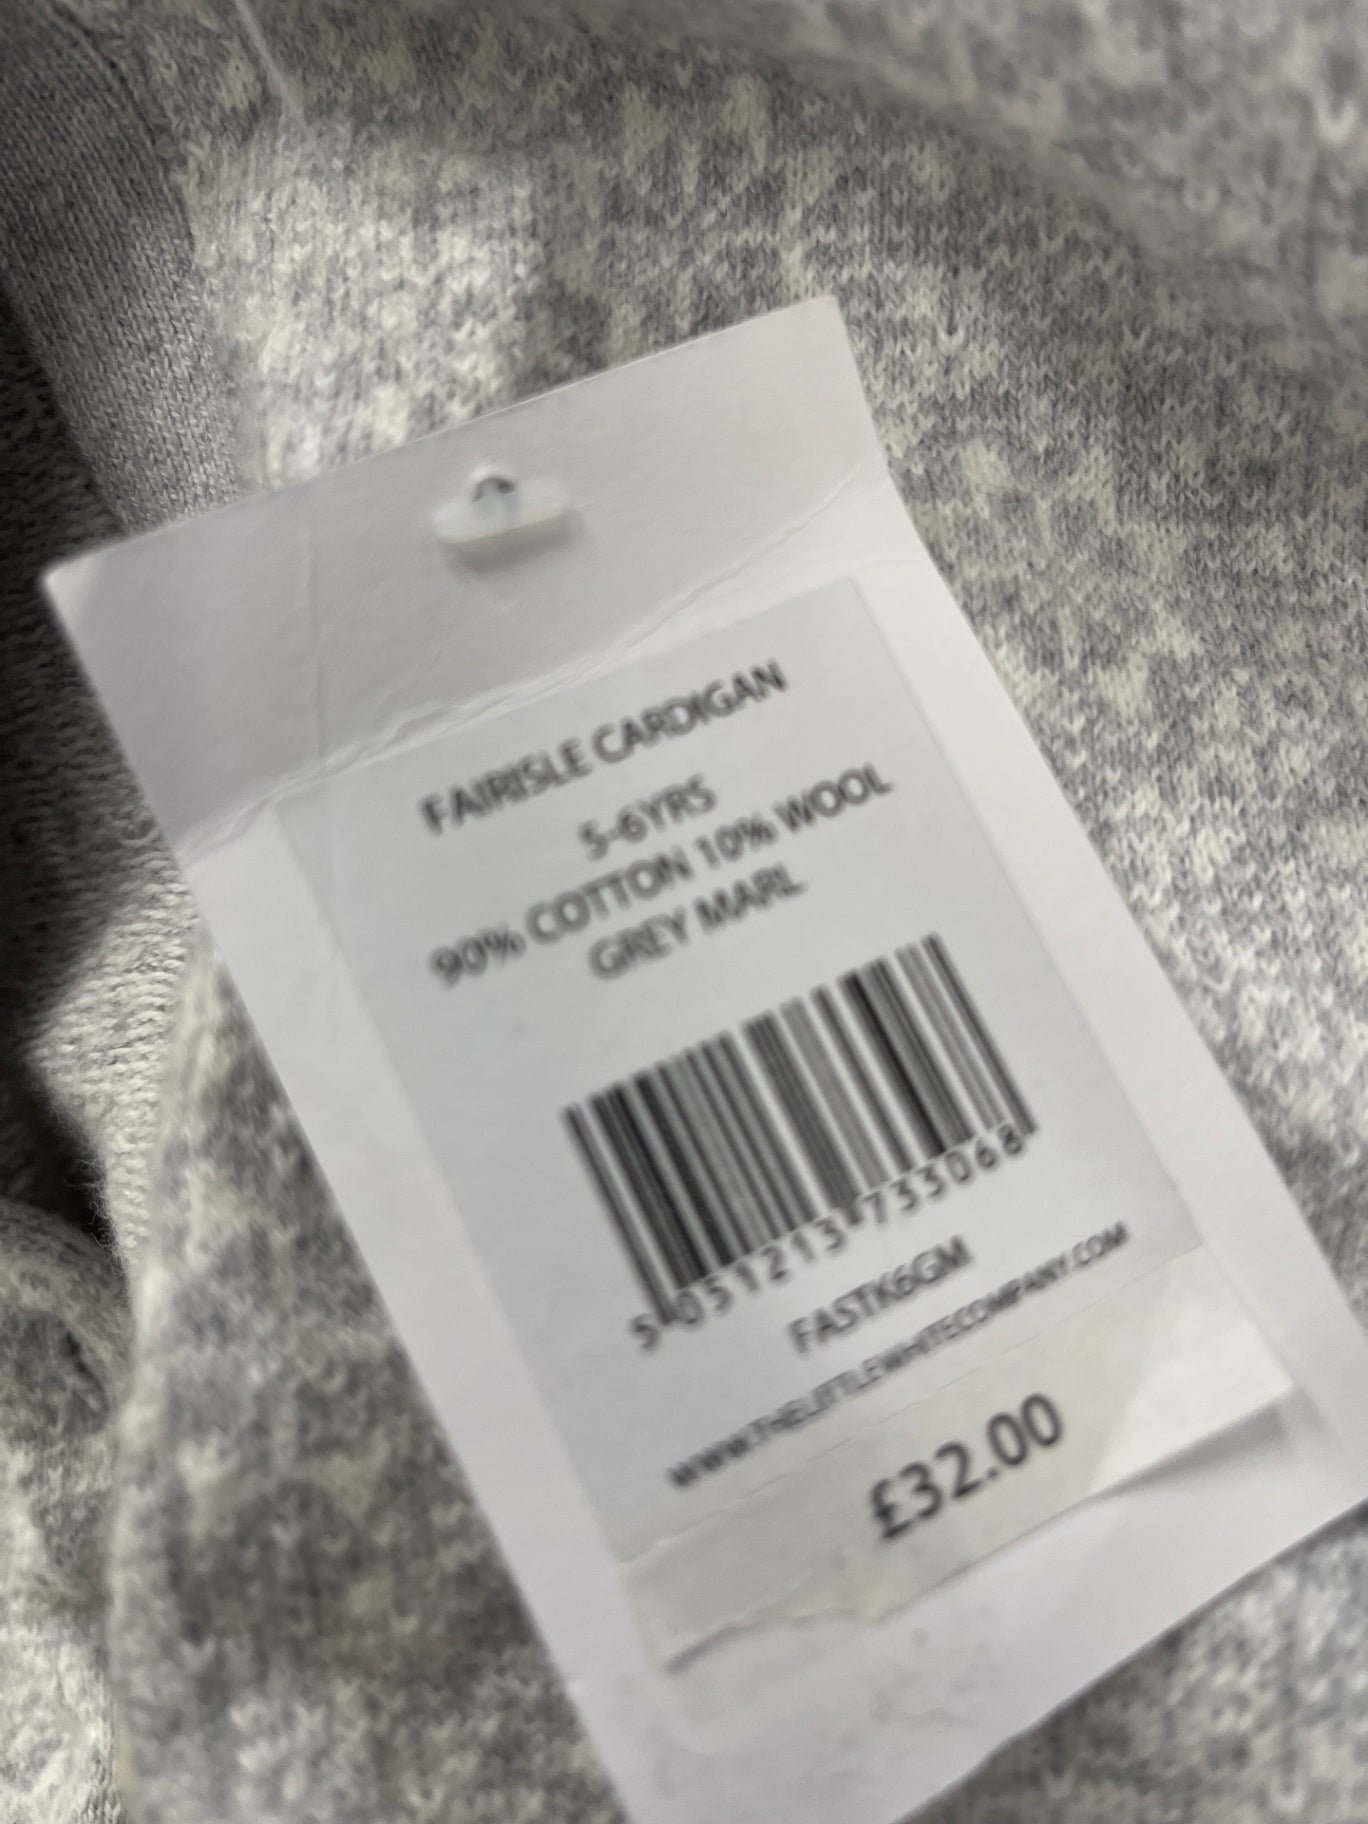 FAIRISLE CARDIGAN
5-6YRS
90% COTTON 10% WOOL
GREY MARL
5 051213 733068
FASTK6GM
WWW.THELITTLEWHITECOMPANY.COM
£32.00